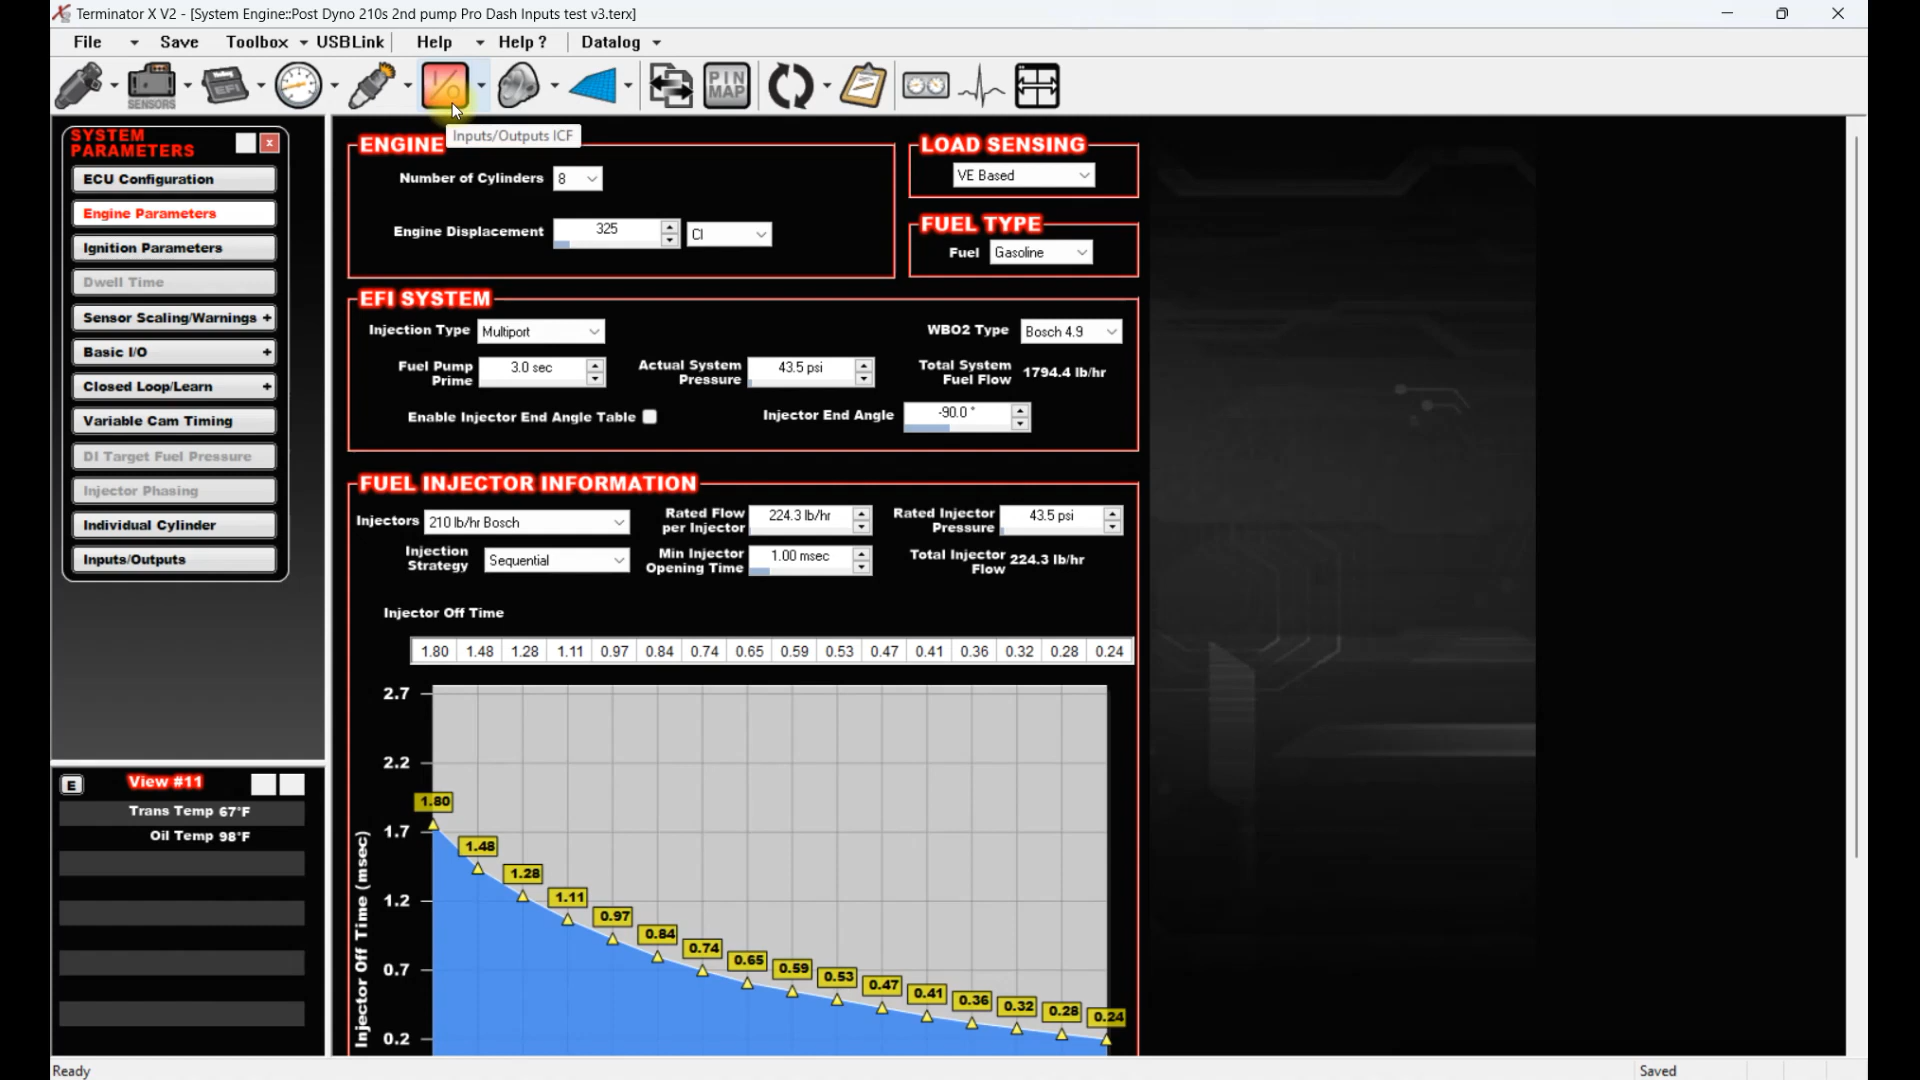 Terminator X V2 - [System Engine::Post Dyno 210s 2nd pump Pro Dash Inputs test v3.terx]
File Save Toolbox USBLink Help Help ? Datalog
SENSORS EFI I/O PIN MAP
Inputs/Outputs ICF
SYSTEM
PARAMETERS
x
ECU Configuration
Engine Parameters
Ignition Parameters
Dwell Time
Sensor Scaling/Warnings +
Basic I/O +
Closed Loop/Learn +
Variable Cam Timing
DI Target Fuel Pressure
Injector Phasing
Individual Cylinder
Inputs/Outputs
E View #11
Trans Temp 67°F
Oil Temp 98°F
ENGINE
Number of Cylinders 8
Engine Displacement 325 CI
LOAD SENSING
VE Based
FUEL TYPE
Fuel Gasoline
EFI SYSTEM
Injection Type Multiport WBO2 Type Bosch 4.9
Fuel Pump Prime 3.0 sec Actual System Pressure 43.5 psi Total System Fuel Flow 1794.4 lb/hr
Enable Injector End Angle Table Injector End Angle -90.0 °
FUEL INJECTOR INFORMATION
Injectors 210 lb/hr Bosch Rated Flow per Injector 224.3 lb/hr Rated Injector Pressure 43.5 psi
Injection Strategy Sequential Min Injector Opening Time 1.00 msec Total Injector Flow 224.3 lb/hr
Injector Off Time
1.80 1.48 1.28 1.11 0.97 0.84 0.74 0.65 0.59 0.53 0.47 0.41 0.36 0.32 0.28 0.24
Injector Off Time (msec)
2.7
2.2
1.7
1.2
0.7
0.2
1.80
1.48
1.28
1.11
0.97
0.84
0.74
0.65
0.59
0.53
0.47
0.41
0.36
0.32
0.28
0.24
Ready Saved